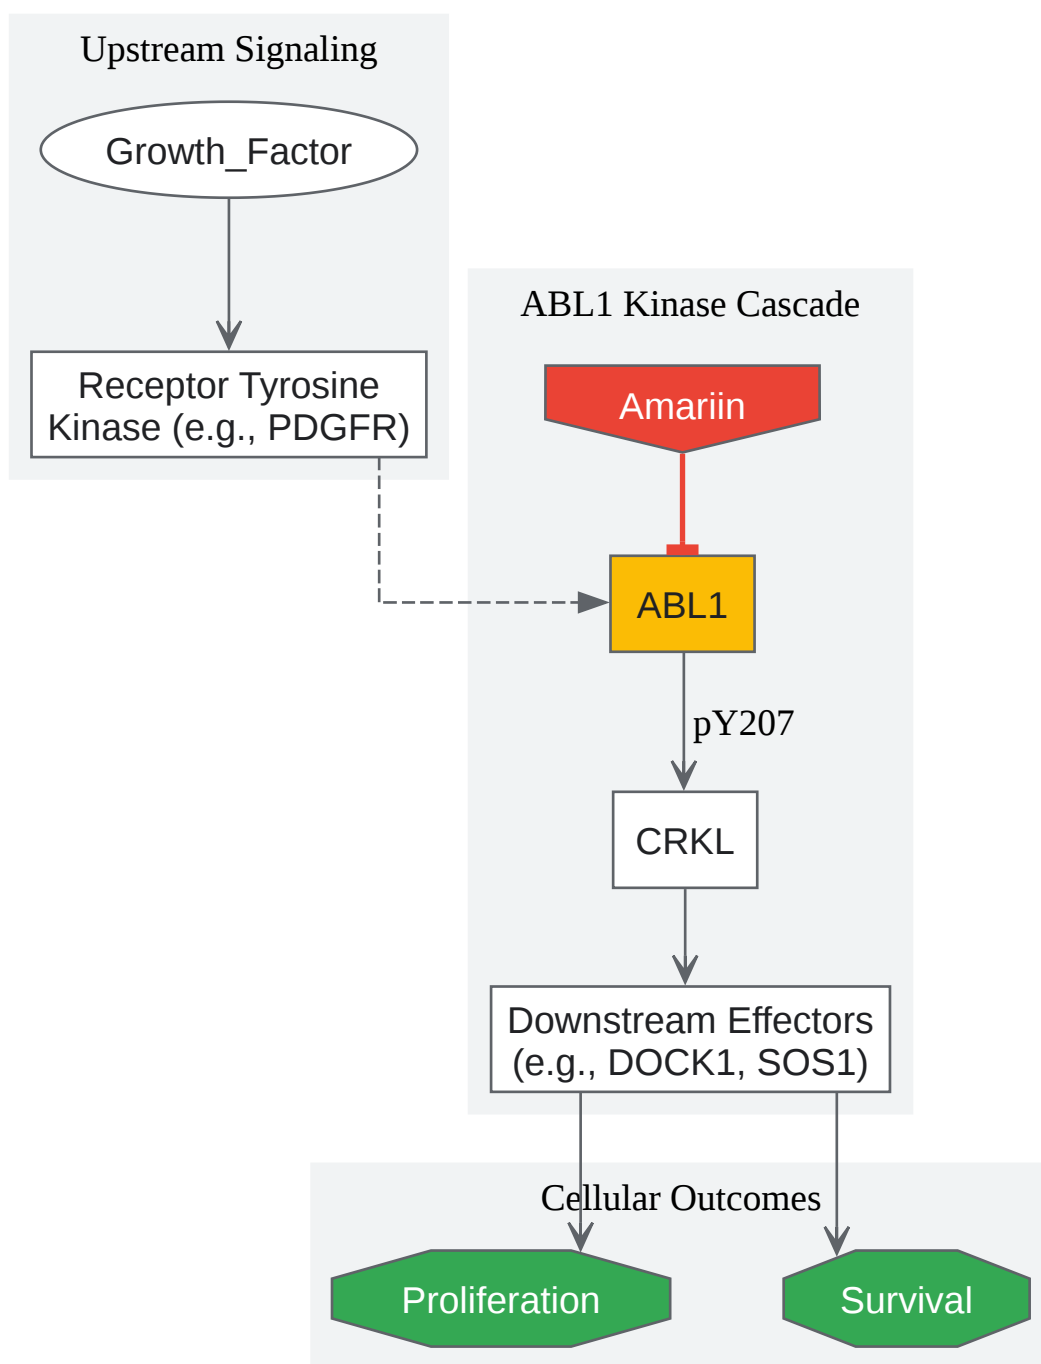 Upstream Signaling
Growth_Factor
Receptor Tyrosine
Kinase (e.g., PDGFR)
ABL1 Kinase Cascade
Amariin
ABL1
pY207
CRKL
Downstream Effectors
(e.g., DOCK1, SOS1)
Cellular Outcomes
Proliferation
Survival